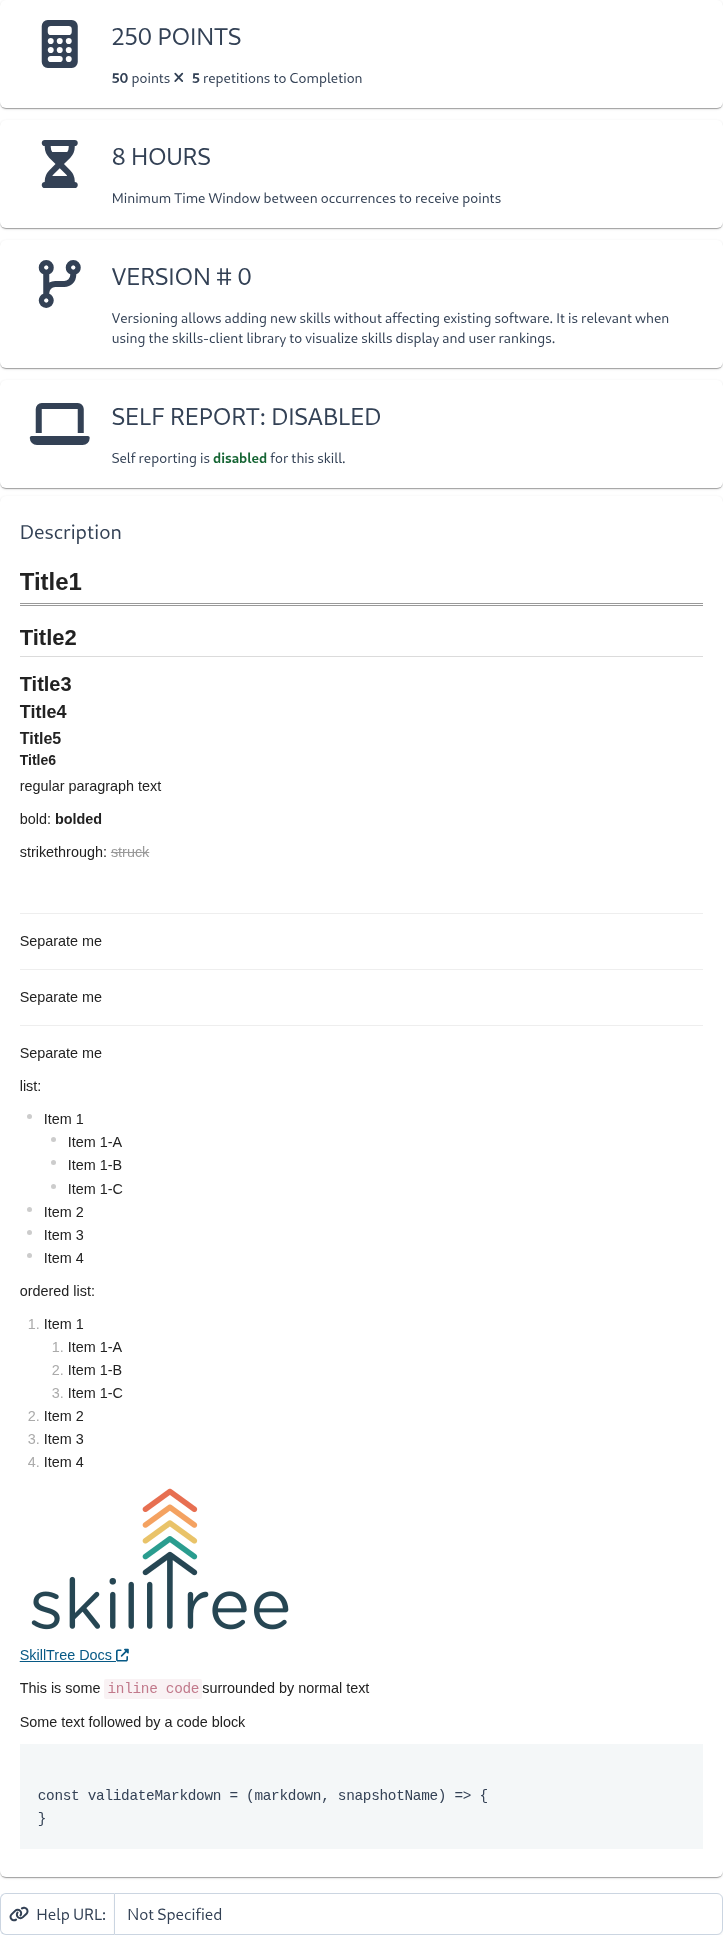 250 POINTS
50 points × 5 repetitions to Completion
8 HOURS
Minimum Time Window between occurrences to receive points
VERSION # 0
Versioning allows adding new skills without affecting existing software. It is relevant when
using the skills-client library to visualize skills display and user rankings.
SELF REPORT: DISABLED
Self reporting is disabled for this skill.
Description
Title1
Title2
Title3
Title4
Title5
Title6
regular paragraph text
bold: bolded
strikethrough: struck
Separate me
Separate me
Separate me
list:
Item 1
Item 1-A
Item 1-B
Item 1-C
Item 2
Item 3
Item 4
ordered list:
1. Item 1
1. Item 1-A
2. Item 1-B
3. Item 1-C
2. Item 2
3. Item 3
4. Item 4
skillTree
SkillTree Docs
This is some inline code surrounded by normal text
Some text followed by a code block
const validateMarkdown = (markdown, snapshotName) => {
}
Help URL: Not Specified